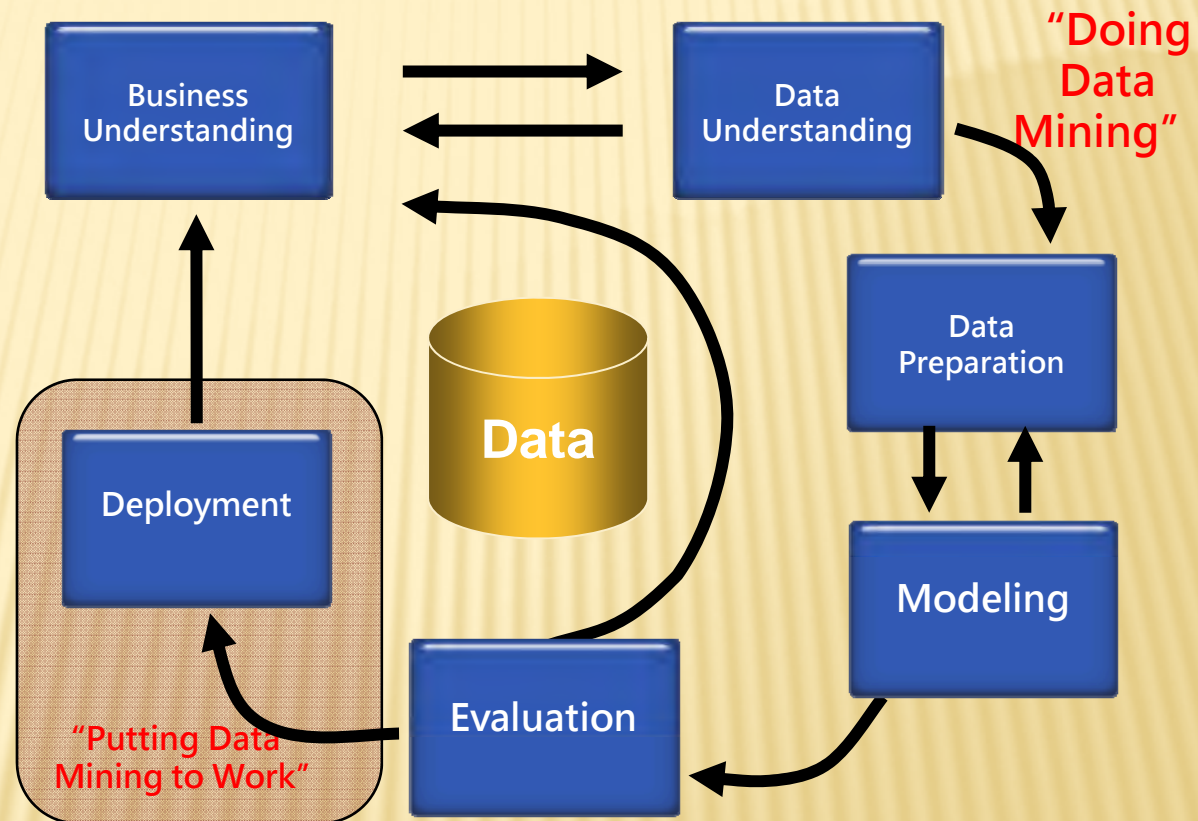 Business
Understanding
Data
Understanding
“Doing
Data
Mining”
Data
Preparation
Data
Deployment
Modeling
Evaluation
“Putting Data
Mining to Work”